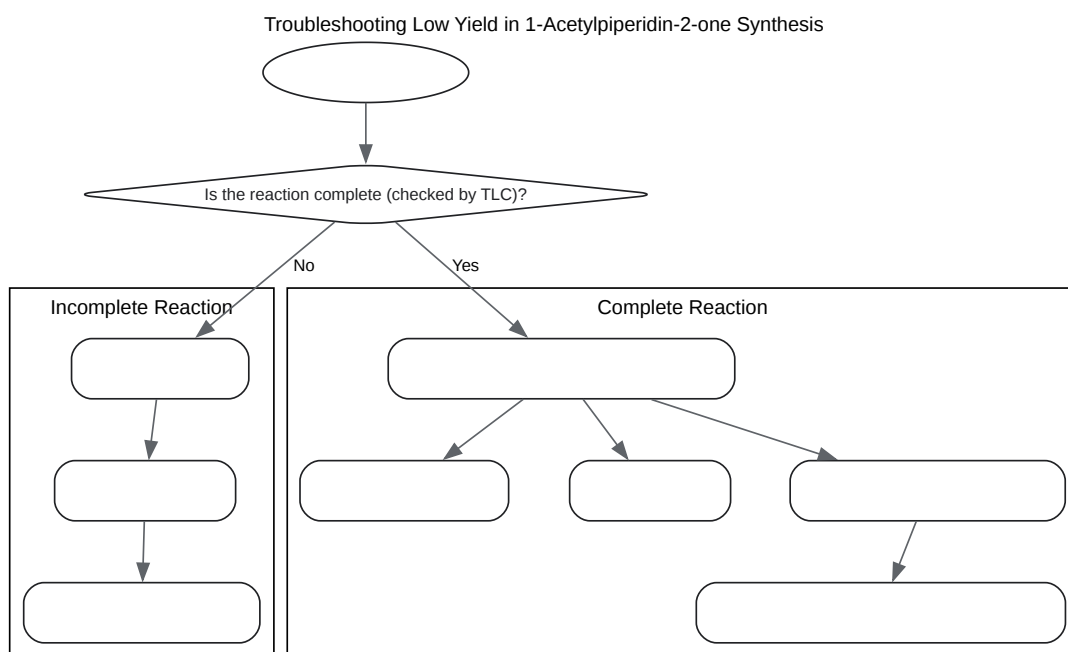 Troubleshooting Low Yield in 1-Acetylpiperidin-2-one Synthesis
Is the reaction complete (checked by TLC)?
No
Yes
Incomplete Reaction
Complete Reaction